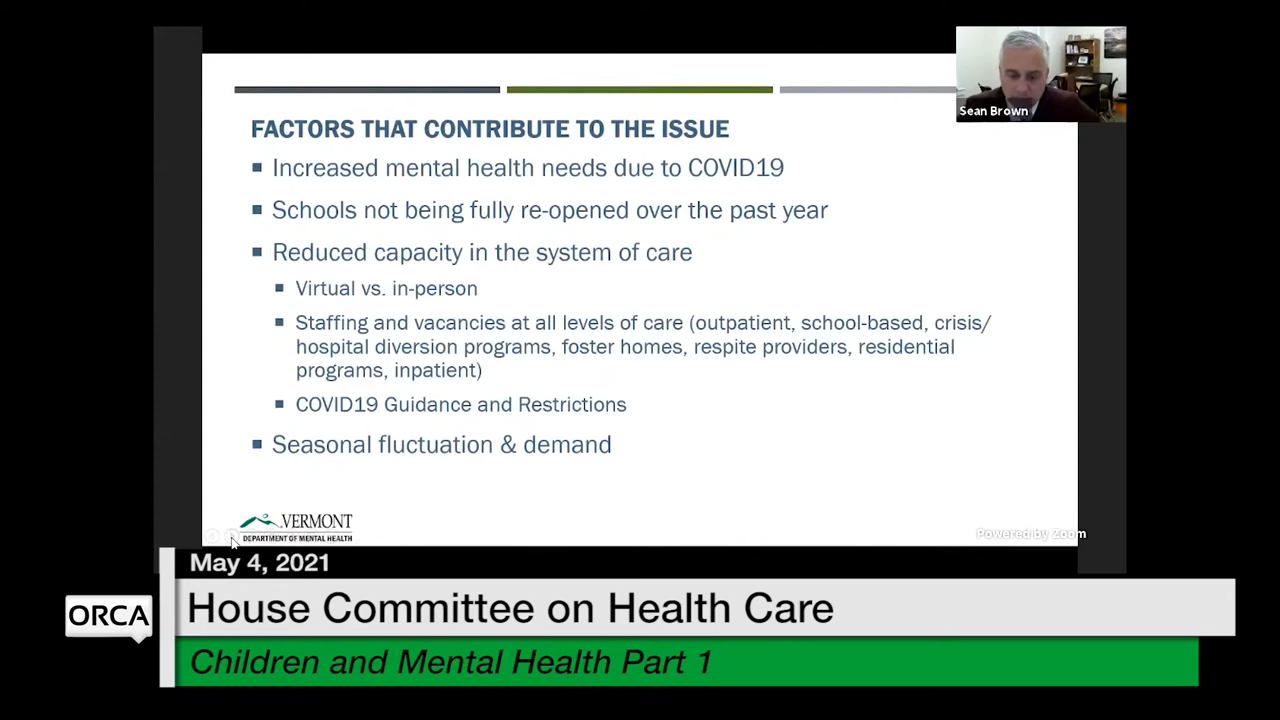 Sean Brown
FACTORS THAT CONTRIBUTE TO THE ISSUE
Increased mental health needs due to COVID19
Schools not being fully re-opened over the past year
Reduced capacity in the system of care
Virtual vs. in-person
Staffing and vacancies at all levels of care (outpatient, school-based, crisis/
hospital diversion programs, foster homes, respite providers, residential
programs, inpatient)
COVID19 Guidance and Restrictions
Seasonal fluctuation & demand
VERMONT
DEPARTMENT OF MENTAL HEALTH
Powered by Zoom
May 4, 2021
ORCA
House Committee on Health Care
Children and Mental Health Part 1